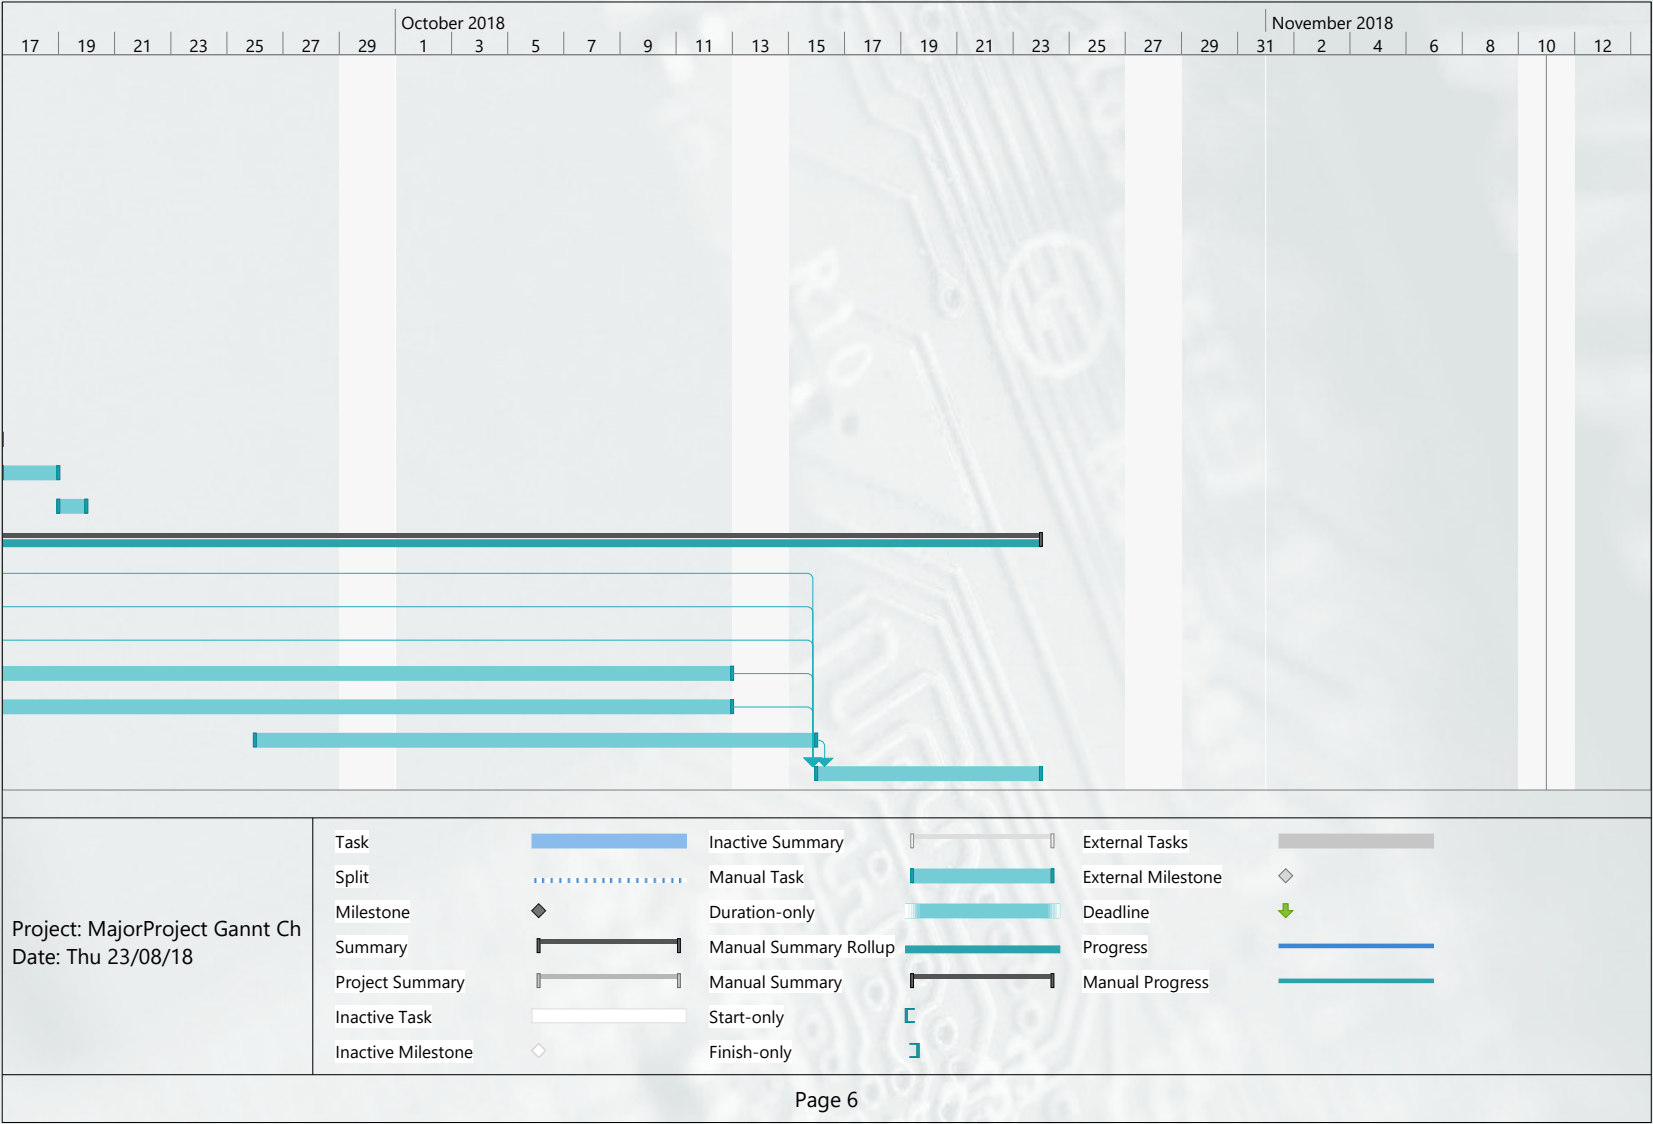 October 2018 November 2018
17 19 21 23 25 27 29 1 3 5 7 9 11 13 15 17 19 21 23 25 27 29 31 2 4 6 8 10 12
Task Inactive Summary External Tasks
Split Manual Task External Milestone
Milestone Duration-only Deadline
Project: MajorProject Gannt Ch
Date: Thu 23/08/18
Summary Manual Summary Rollup Progress
Project Summary Manual Summary Manual Progress
Inactive Task Start-only
Inactive Milestone Finish-only
Page 6